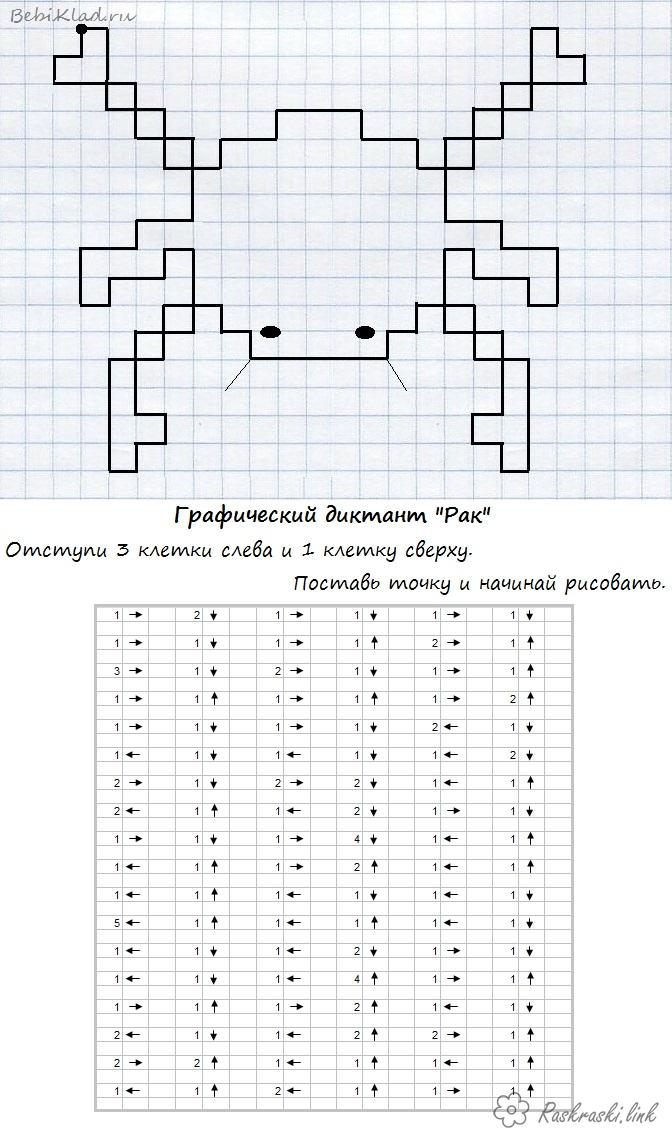 BebiKlad.ru
Графический диктант "Рак"
Отступи 3 клетки слева и 1 клетку сверху.
Поставь точку и начинай рисовать.
1 → 2 ↓ 1 → 1 ↓ 1 → 1 ↓
1 → 1 ↓ 1 → 1 ↑ 2 → 1 ↑
3 → 1 ↓ 2 → 1 ↓ 1 → 1 ↑
1 → 1 ↑ 1 → 1 ↑ 1 → 2 ↑
1 → 1 ↓ 1 → 1 ↓ 2 ← 1 ↓
1 ← 1 ↓ 1 ← 1 ↓ 1 ← 2 ↓
2 → 1 ↓ 2 → 2 ↓ 1 ← 1 ↑
2 ← 1 ↑ 1 ← 2 ↓ 1 → 1 ↓
1 → 1 ↓ 1 → 4 ↓ 1 ← 1 ↑
1 ← 1 ↑ 1 → 2 ↑ 1 ← 1 ↑
1 ← 1 ↑ 1 ← 1 ↓ 1 ← 1 ↓
5 ← 1 ↑ 1 ← 1 ↑ 1 ← 1 ↓
1 ← 1 ↓ 1 ← 2 ↓ 1 → 1 ↓
1 ← 1 ↓ 1 ← 4 ↑ 1 → 1 ↑
1 → 1 ↑ 1 → 2 ↑ 1 ← 1 ↓
2 ← 1 ↓ 1 ← 2 ↑ 2 → 1 ↑
2 → 2 ↑ 1 ← 1 ↑ 1 ← 1 ↑
1 ← 1 ↑ 2 ← 1 ↑ 1 → 1 ↑
Raskraski.link